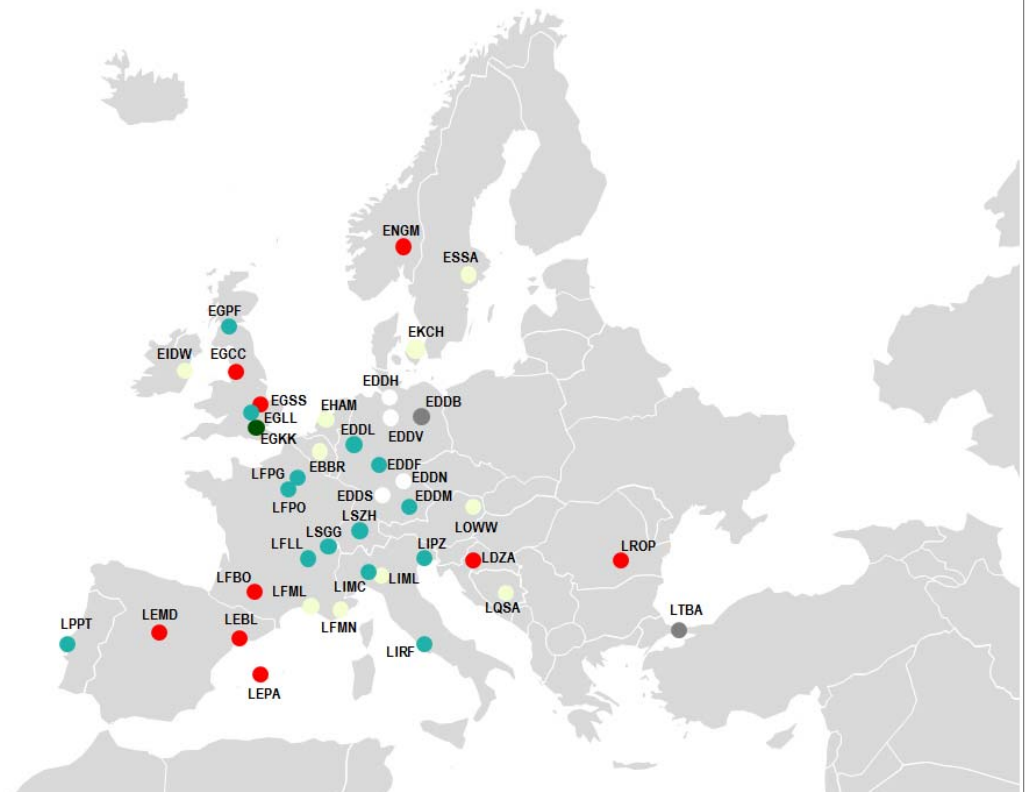 ENGM
ESSA
EGPF
EKCH
EIDW
EGCC
EDDH
EGSS
EHAM
EDDB
EGLL
EDDL
EDDV
EGKK
LFPG
EBBR
EDDF
EDDN
LFPO
EDDS
EDDM
LSZH
LOWW
LSGG
LFLL
LIPZ
LDZA
LROP
LFBO
LFML
LIMC
LIML
LQSA
LPPT
LEMD
LEBL
LFMN
LTBA
LIRF
LEPA